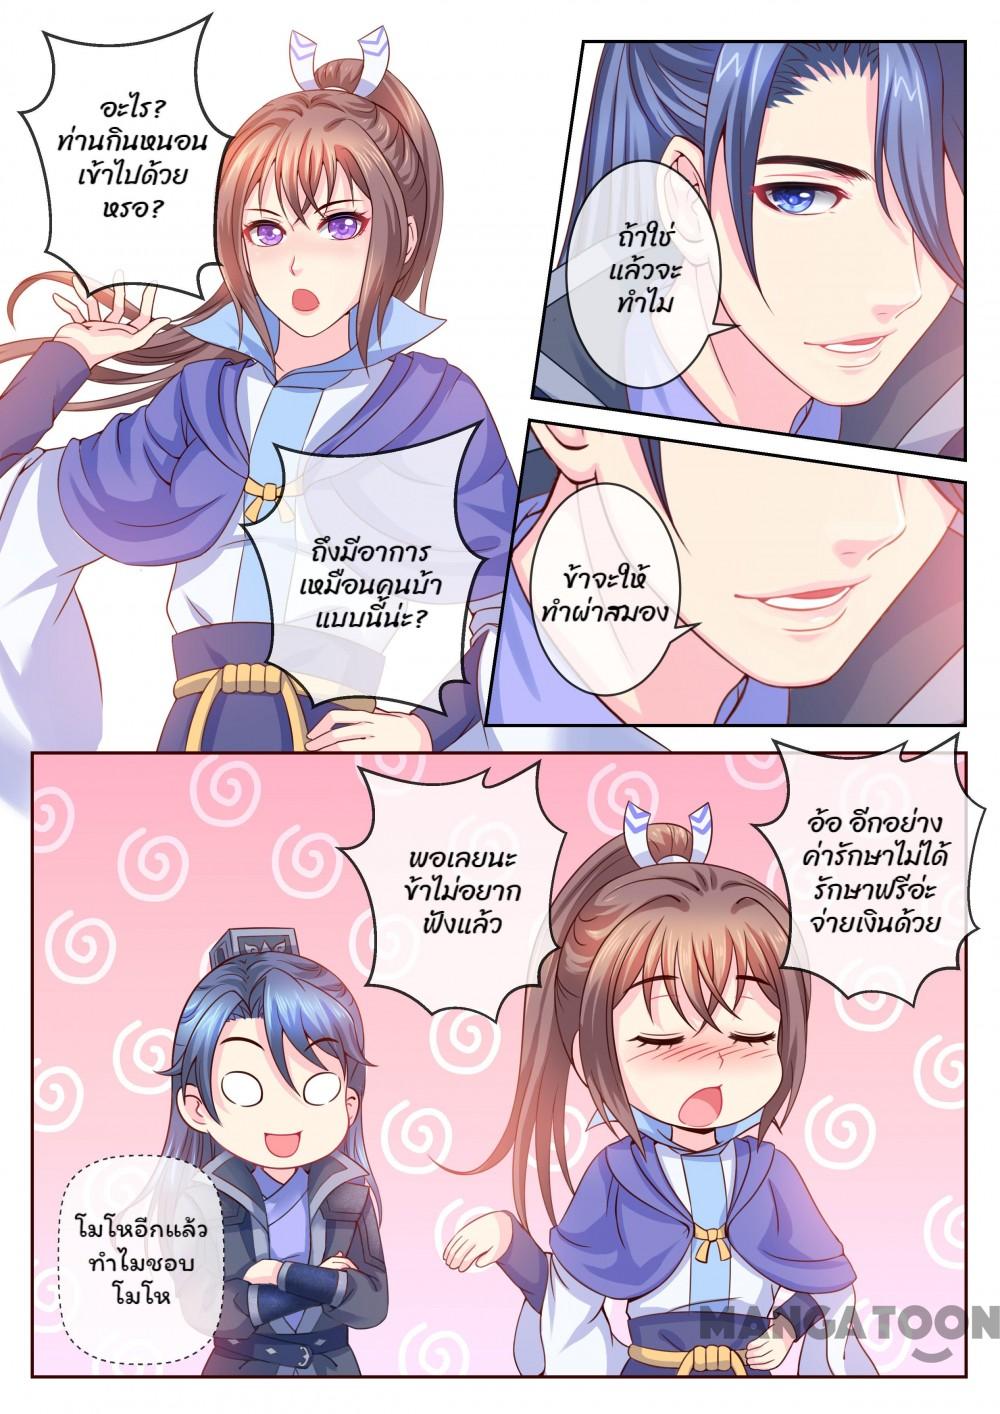 อะไร?
ท่านกินหนอน
เข้าไปด้วย
หรอ?
ถ้าใช่
แล้วจะ
ทำไม
ถึงมีอาการ
เหมือนคนบ้า
แบบนี้น่ะ?
ข้าจะให้
ทำผ่าสมอง
อ้อ อีกอย่าง
ค่ารักษาไม่ได้
รักษาฟรีอ่ะ
จ่ายเงินด้วย
พอเลยนะ
ข้าไม่อยาก
ฟังแล้ว
โมโหอีกแล้ว
ทำไมชอบ
โมโห
MANGATOON